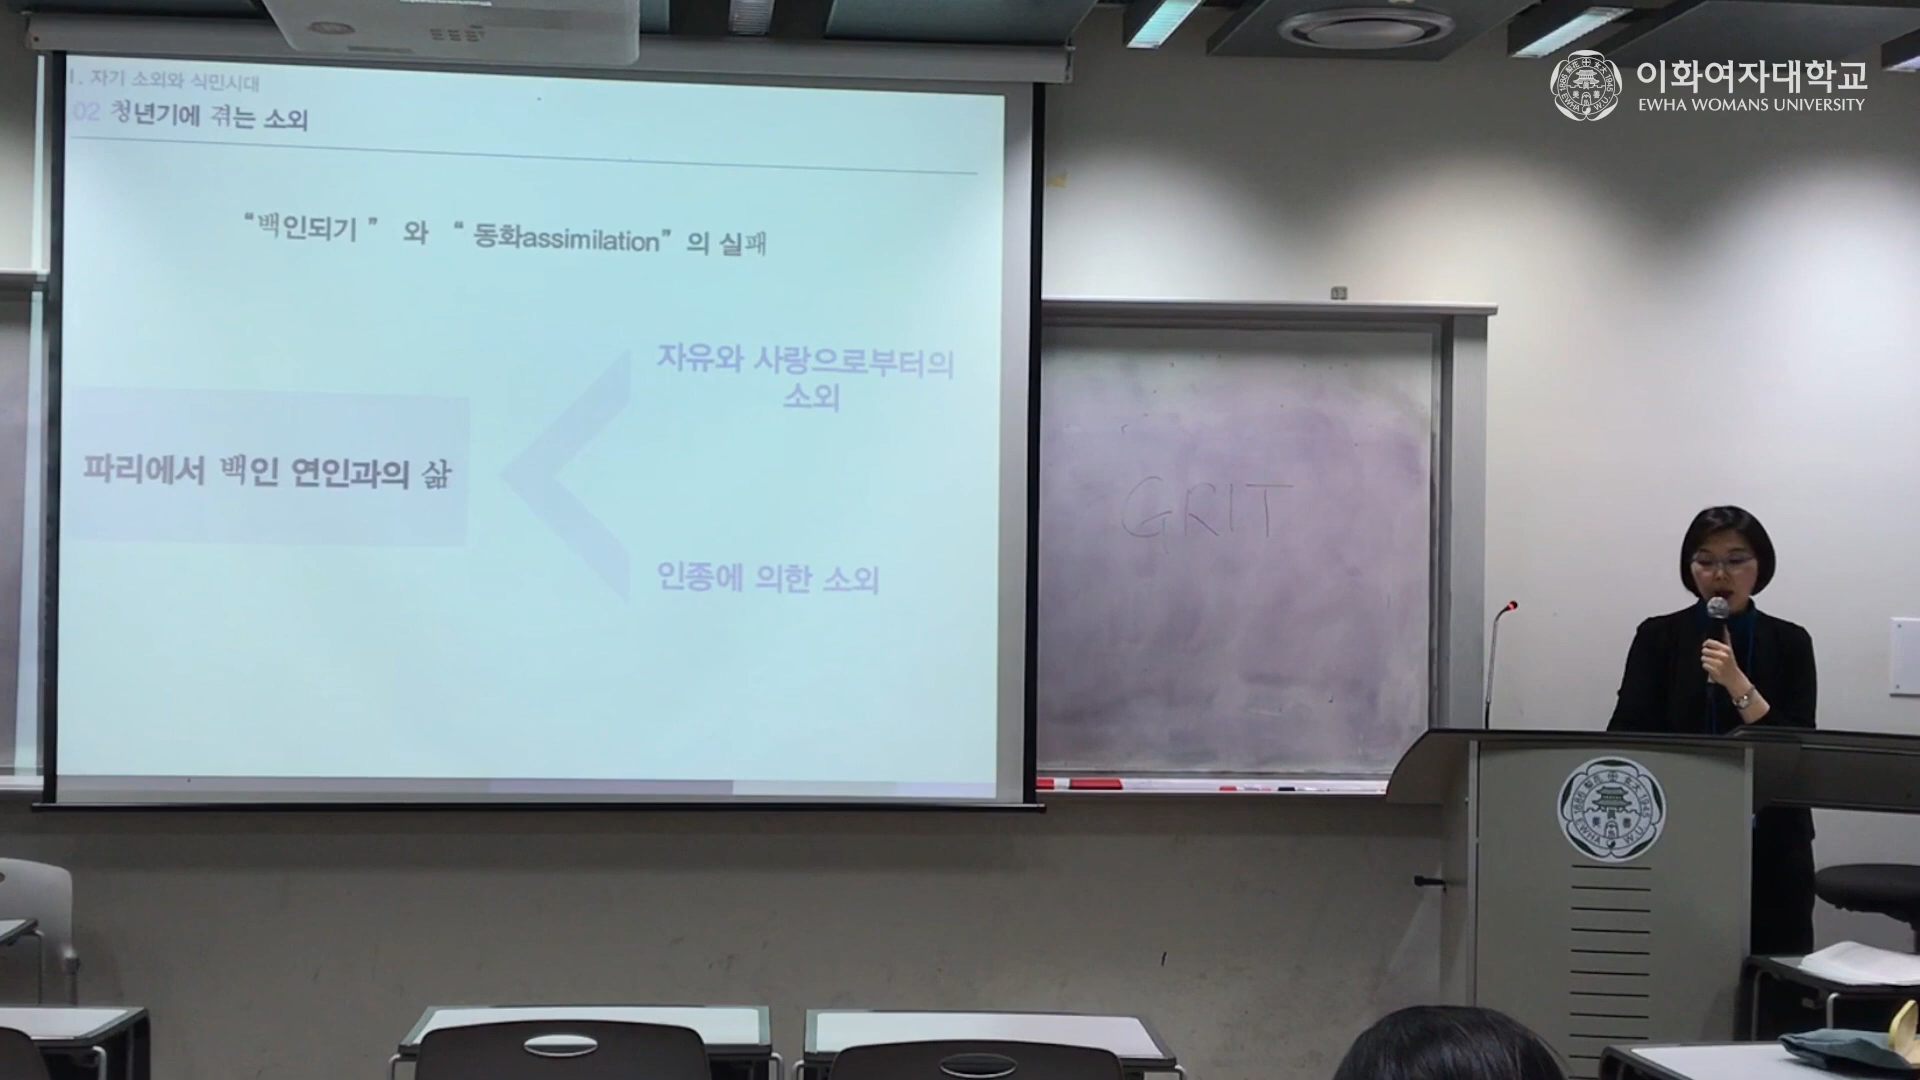 I. 자기 소외와 식민시대
02 청년기에 겪는 소외
“백인되기 ” 와 “ 동화assimilation” 의 실패
자유와 사랑으로부터의
소외
파리에서 백인 연인과의 삶
인종에 의한 소외
GRIT
이화여자대학교
EWHA WOMANS UNIVERSITY